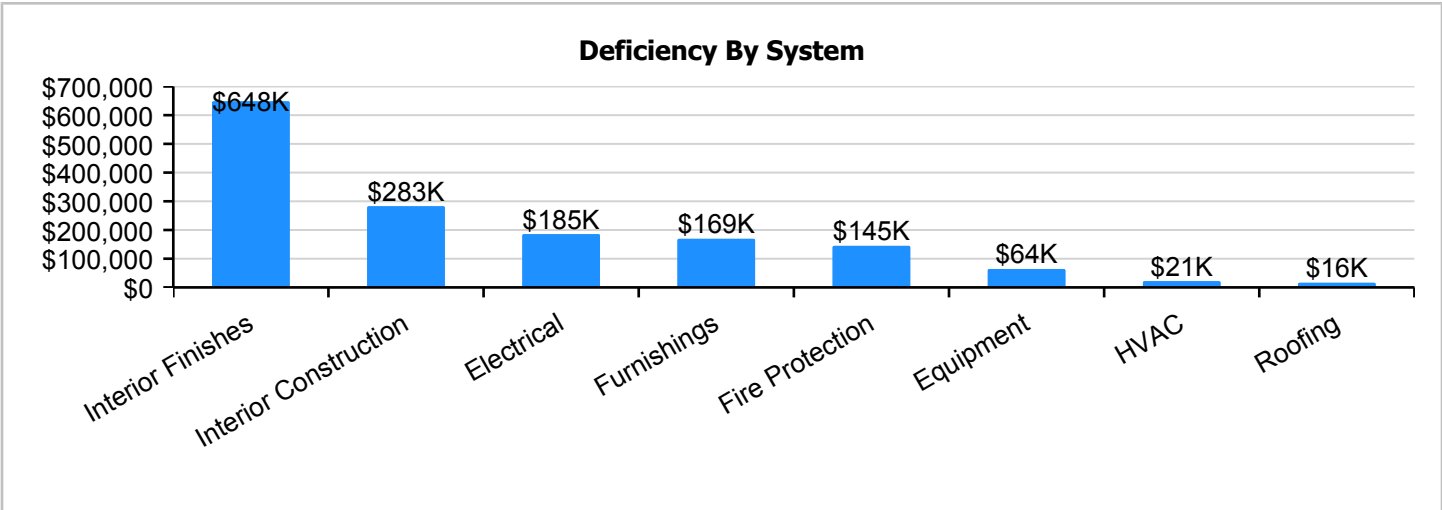 Deficiency By System
$700,000
$600,000
$500,000
$400,000
$300,000
$200,000
$100,000
$0
$648K
$283K
$185K
$169K
$145K
$64K
$21K
$16K
Interior Finishes
Interior Construction
Electrical
Furnishings
Fire Protection
Equipment
HVAC
Roofing